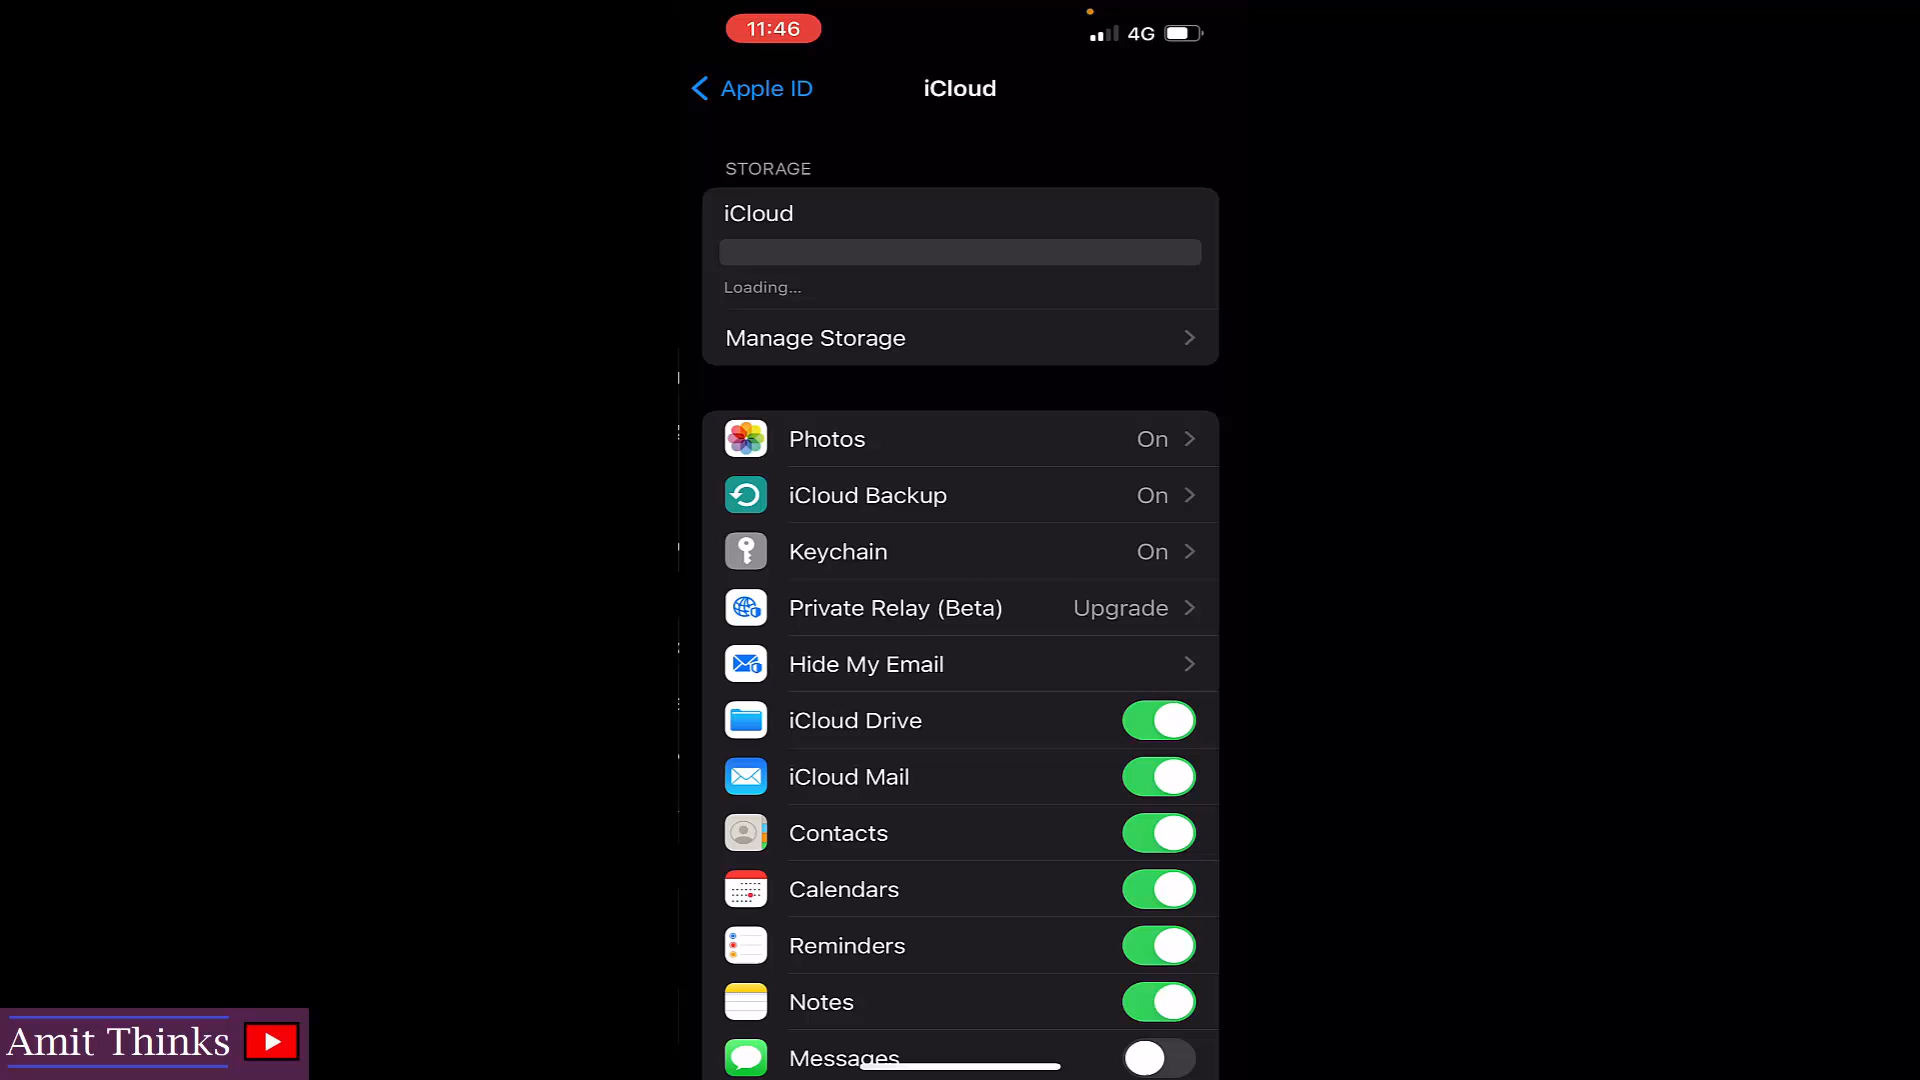 11:46
4G
Apple ID
iCloud
STORAGE
iCloud
Loading...
Manage Storage
Photos On
iCloud Backup On
Keychain On
Private Relay (Beta) Upgrade
Hide My Email
iCloud Drive
iCloud Mail
Contacts
Calendars
Reminders
Notes
Messages
Amit Thinks